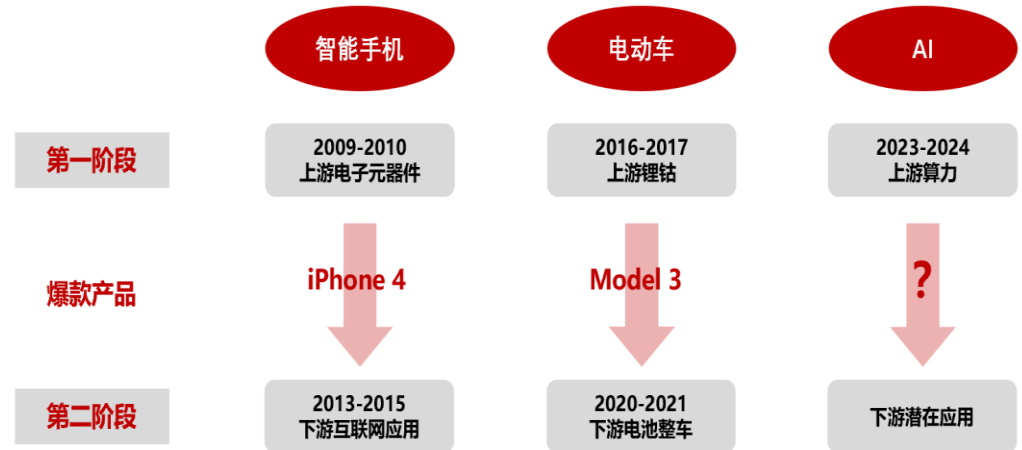 智能手机
电动车
AI
第一阶段
2009-2010
上游电子元器件
2016-2017
上游锂钴
2023-2024
上游算力
爆款产品
iPhone 4
Model 3
?
第二阶段
2013-2015
下游互联网应用
2020-2021
下游电池整车
下游潜在应用